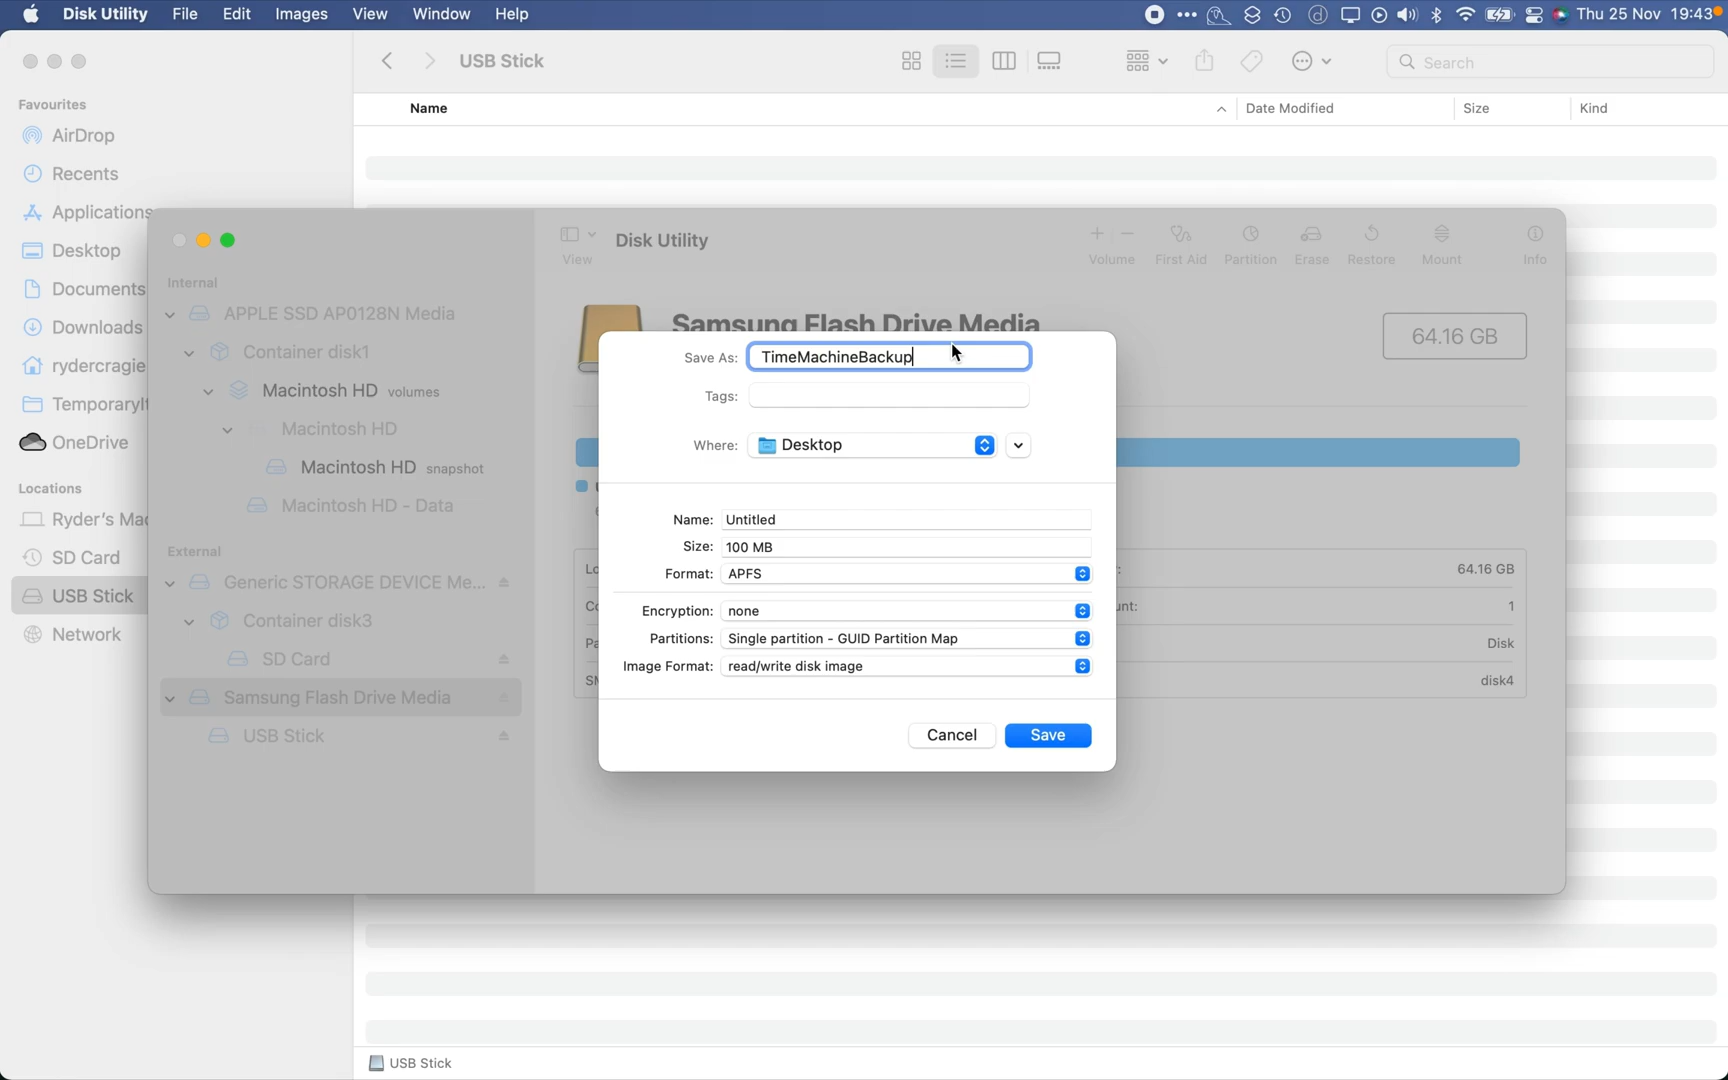 Disk Utility File Edit Images View Window Help Thu 25 Nov 19:43
USB Stick
Search
Name Date Modified Size Kind
Favourites
AirDrop
Recents
Applications
Desktop
Documents
Downloads
rydercragie
OneDrive
Locations
Ryder's Mac
SD Card
USB Stick
Network
Internal
APPLE SSD AP0128N Media
Container disk1
Macintosh HD volumes
Macintosh HD
Macintosh HD snapshot
Macintosh HD - Data
External
Generic STORAGE DEVICE Me...
Container disk3
SD Card
Samsung Flash Drive Media
USB Stick
View
Disk Utility
Volume First Aid Partition Erase Restore Mount Info
Samsung Flash Drive Media
64.16 GB
Save As: TimeMachineBackup
Tags:
Where: Desktop
Name: Untitled
Size: 100 MB
Format: APFS
Encryption: none
Partitions: Single partition - GUID Partition Map
Image Format: read/write disk image
Cancel Save
64.16 GB
1
Disk
disk4
USB Stick